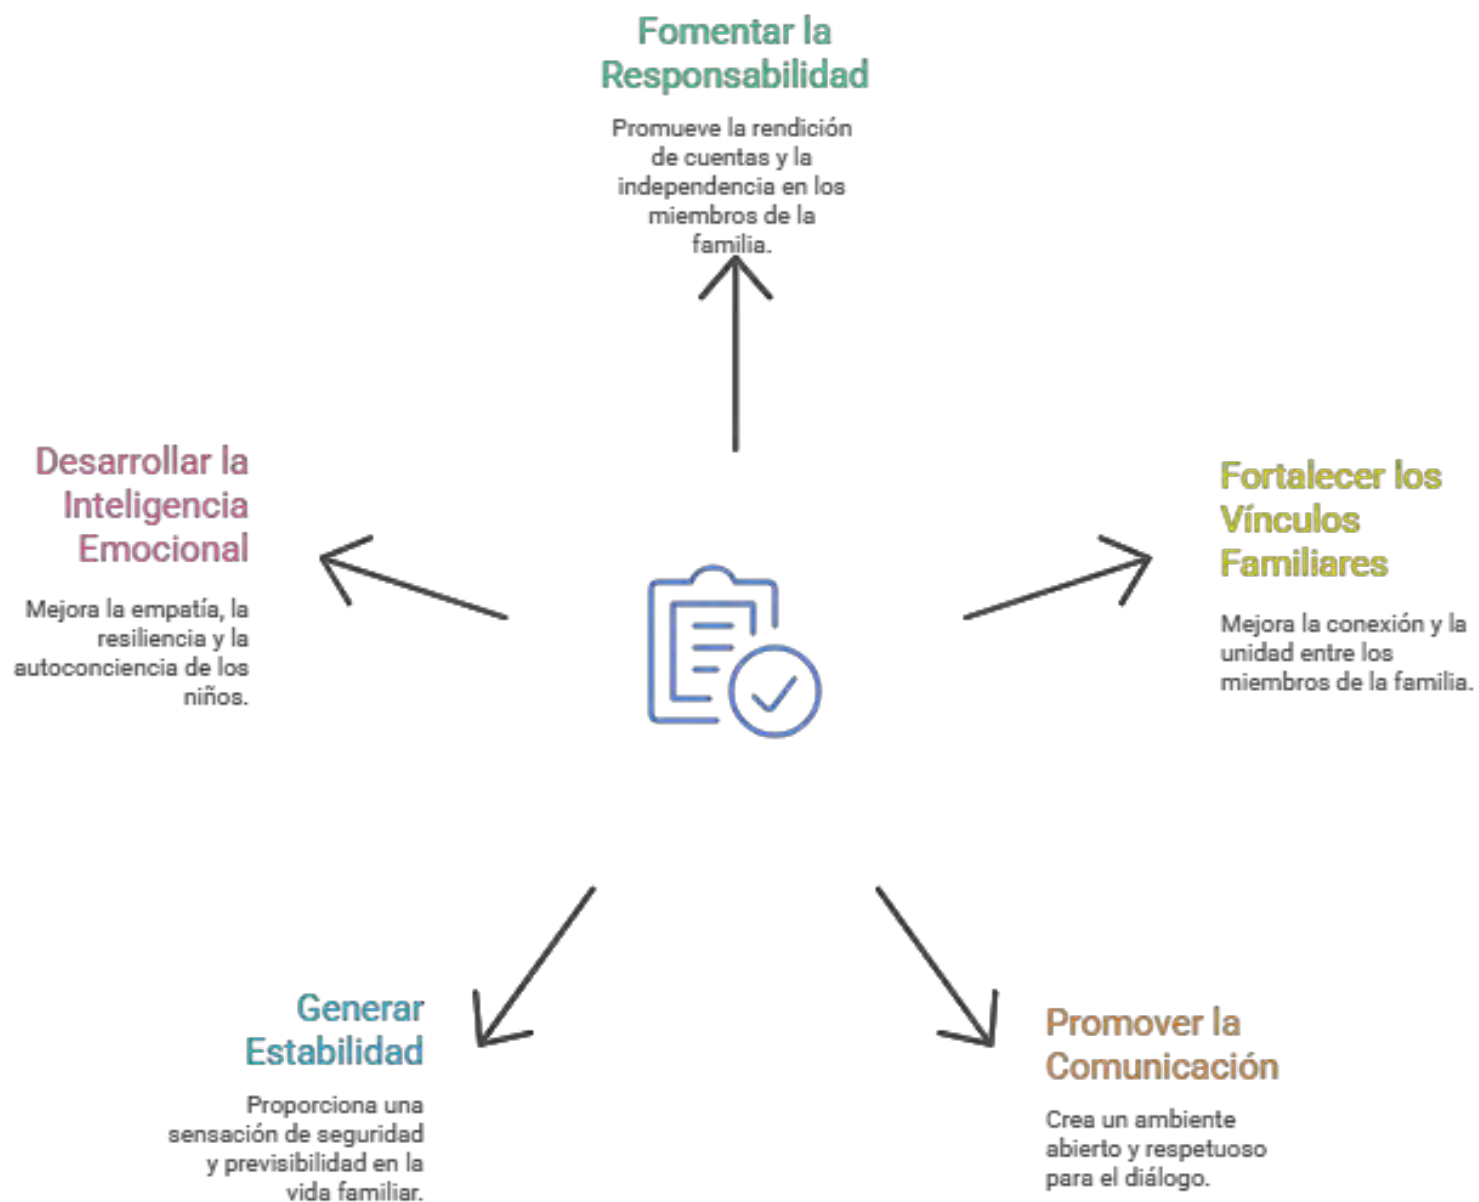 Fomentar la
Responsabilidad
Promueve la rendición
de cuentas y la
independencia en los
miembros de la
familia.
Desarrollar la
Inteligencia
Emocional
Mejora la empatía, la
resiliencia y la
autoconciencia de los
niños.
Fortalecer los
Vínculos
Familiares
Mejora la conexión y la
unidad entre los
miembros de la familia.
Generar
Estabilidad
Proporciona una
sensación de seguridad
y previsibilidad en la
vida familiar.
Promover la
Comunicación
Crea un ambiente
abierto y respetuoso
para el diálogo.